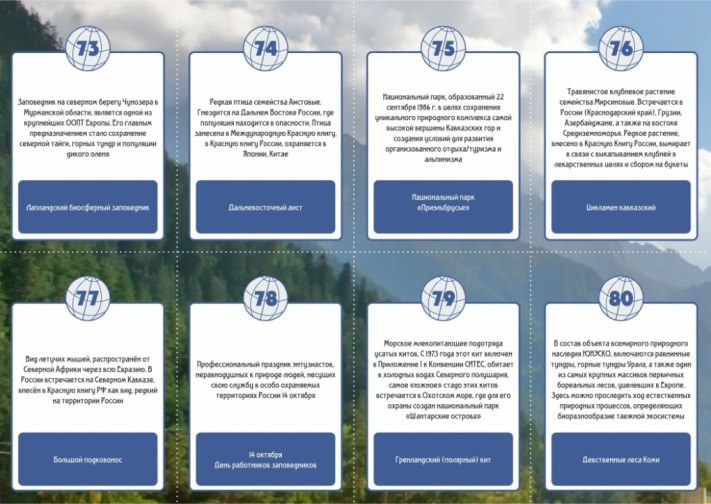 73
Заповедник на северном берегу Чунозера в
Мурманской области, является одной из
крупнейших ООПТ Европы. Его главным
предназначением стало сохранение
северной тайги, горных тундр и популяции
дикого оленя
Лапландский биосферный заповедник
74
Редкая птица семейства Аистовые.
Гнездится на Дальнем Востоке России, где
популяция находится в опасности. Птица
занесена в Международную Красную книгу,
в Красную книгу России, охраняется в
Японии, Китае
Дальневосточный аист
75
Национальный парк, образованный 22
сентября 1986 г. в целях сохранения
уникального природного комплекса самой
высокой вершины Кавказских гор и
создания условий для развития
организованного отдыха/туризма и
альпинизма
Национальный парк
«Приэльбрусье»
76
Травянистое клубневое растение
семейства Мирсиновые. Встречается в
России (Краснодарский край), Грузии,
Азербайджане, а также на востоке
Средиземноморья. Редкое растение,
внесено в Красную Книгу России, вымирает
в связи с выкапыванием клубней в
лекарственных целях и сбором на букеты
Цикламен кавказский
77
Вид летучих мышей, распространён от
Северной Африки через всю Евразию. В
России встречается на Северном Кавказе,
внесён в Красную книгу РФ как вид, редкий
на территории России
Большой подковонос
78
Профессиональный праздник энтузиастов,
неравнодушных к природе людей, несущих
свою службу в особо охраняемых
территориях России 14 октября
14 октября
День работников заповедников
79
Морское млекопитающее подотряда
усатых китов, С 1973 года этот кит включен
в Приложение I к Конвенции СИТЕС, обитает
в холодных водах Северного полушария,
самое «южное» стадо этих китов
встречается в Охотском море, где для его
охраны создан национальный парк
«Шантарские острова»
Гренландский (полярный) кит
80
В состав объекта всемирного природного
наследия ЮНЭСКО, включаются равнинные
тундры, горные тундры Урала, а также один
из самых крупных массивов первичных
бореальных лесов, уцелевших в Европе.
Здесь можно проследить ход естественных
природных процессов, определяющих
биоразнообразие таежной экосистемы
Девственные леса Коми